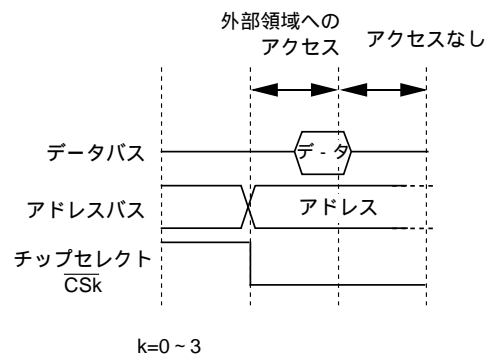 外部領域への
アクセス
アクセスなし
データバス
デ - タ
アドレスバス
アドレス
チップセレクト
CSk
k=0 ~ 3